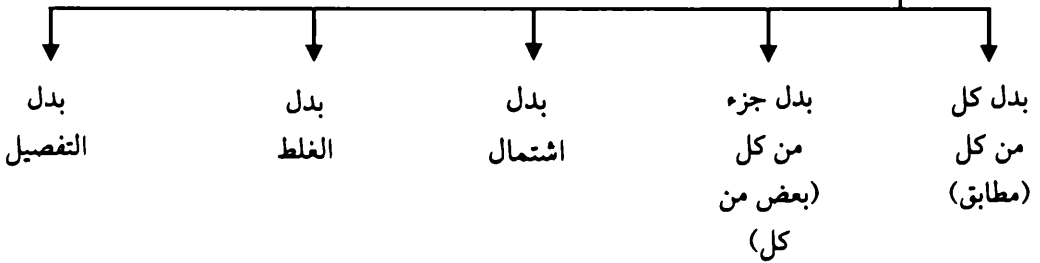 بدل كل
من كل
(مطابق)
بدل جزء
من كل
(بعض من
كل)
بدل
اشتمال
بدل
الغلط
بدل
التفصيل